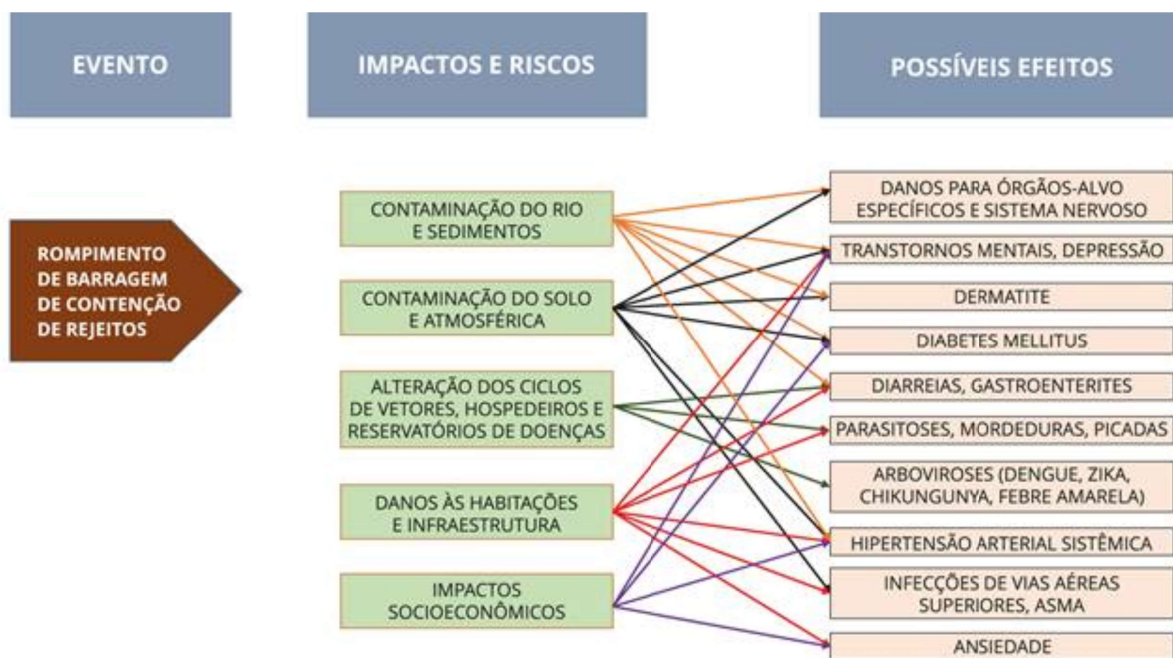 EVENTO
IMPACTOS E RISCOS
POSSÍVEIS EFEITOS
ROMPIMENTO
DE BARRAGEM
DE CONTENÇÃO
DE REJEITOS
CONTAMINAÇÃO DO RIO
E SEDIMENTOS
CONTAMINAÇÃO DO SOLO
E ATMOSFÉRICA
ALTERAÇÃO DOS CICLOS
DE VETORES, HOSPEDEIROS E
RESERVATÓRIOS DE DOENÇAS
DANOS ÀS HABITAÇÕES
E INFRAESTRUTURA
IMPACTOS
SOCIOECONÔMICOS
DANOS PARA ÓRGÃOS-ALVO
ESPECÍFICOS E SISTEMA NERVOSO
TRANSTORNOS MENTAIS, DEPRESSÃO
DERMATITE
DIABETES MELLITUS
DIARREIAS, GASTROENTERITES
PARASITOSES, MORDEDURAS, PICADAS
ARBOVIROSES (DENGUE, ZIKA,
CHIKUNGUNYA, FEBRE AMARELA)
HIPERTENSÃO ARTERIAL SISTÊMICA
INFECÇÕES DE VIAS AÉREAS
SUPERIORES, ASMA
ANSIEDADE